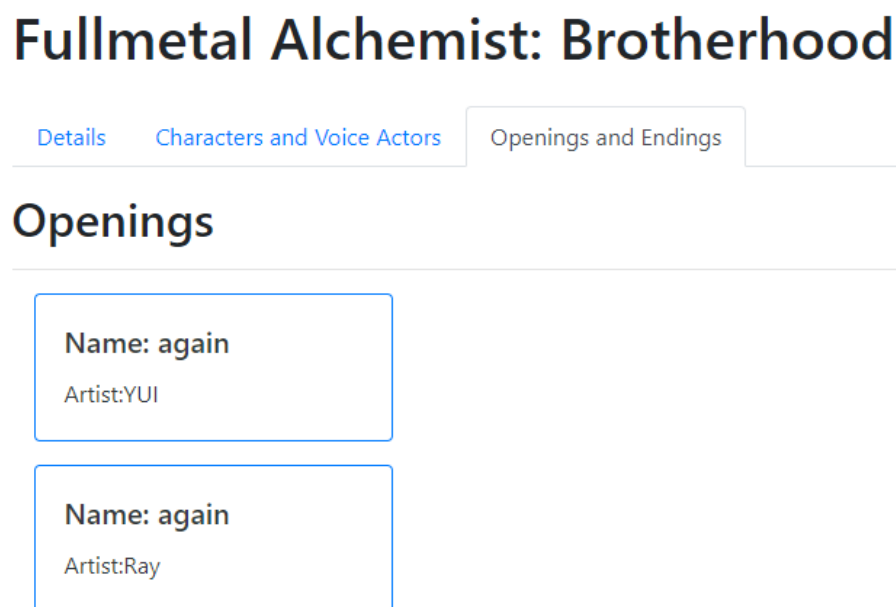 Fullmetal Alchemist: Brotherhood
Details Characters and Voice Actors Openings and Endings
Openings
Name: again
Artist:YUI
Name: again
Artist:Ray